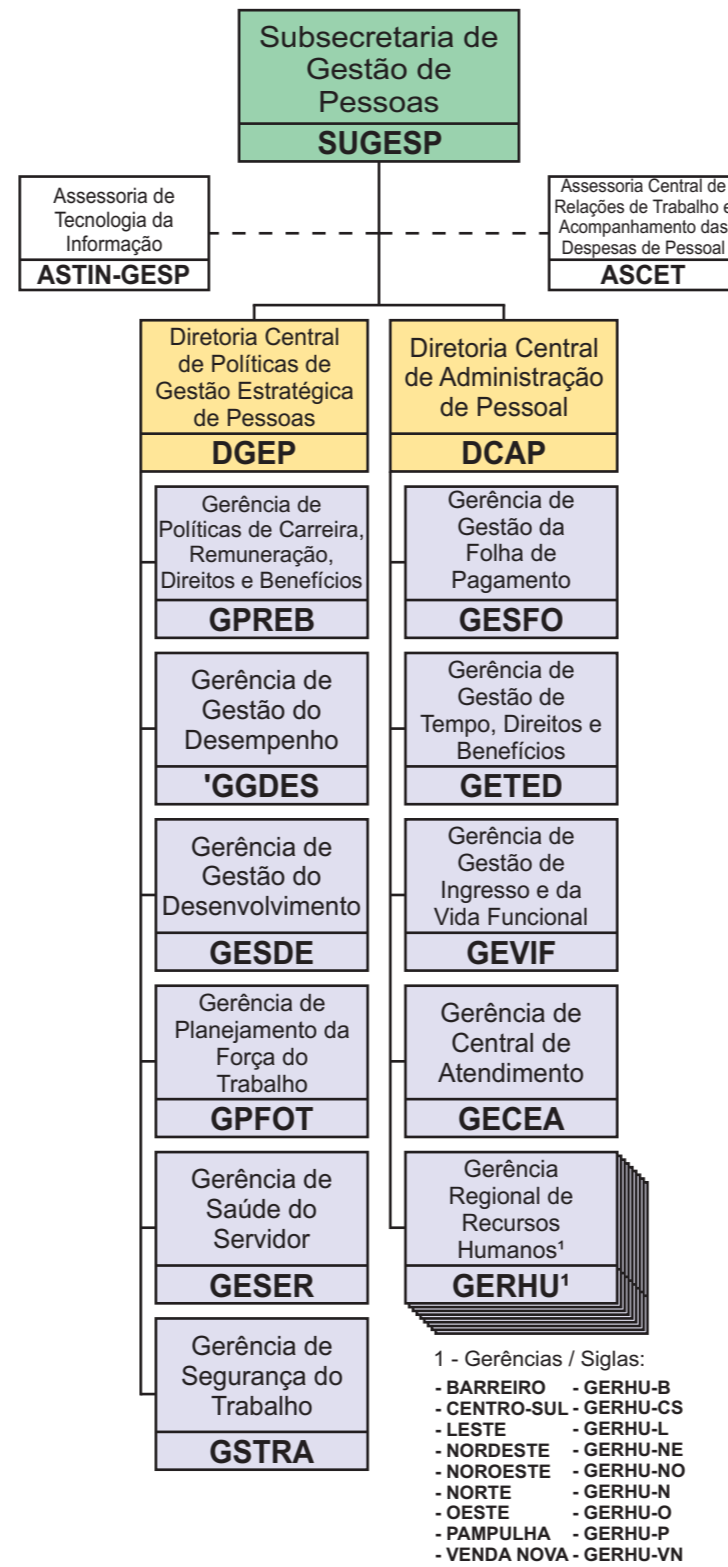 Subsecretaria de
Gestão de
Pessoas
SUGESP
Assessoria de
Tecnologia da
Informação
ASTIN-GESP
Assessoria Central de
Relações de Trabalho e
Acompanhamento das
Despesas de Pessoal
ASCET
Diretoria Central
de Políticas de
Gestão Estratégica
de Pessoas
DGEP
Gerência de
Políticas de Carreira,
Remuneração,
Direitos e Benefícios
GPREB
Gerência de
Gestão do
Desempenho
'GGDES
Gerência de
Gestão do
Desenvolvimento
GESDE
Gerência de
Planejamento da
Força do
Trabalho
GPFOT
Gerência de
Saúde do
Servidor
GESER
Gerência de
Segurança do
Trabalho
GSTRA
Diretoria Central
de Administração
de Pessoal
DCAP
Gerência de
Gestão da
Folha de
Pagamento
GESFO
Gerência de
Gestão de
Tempo, Direitos e
Benefícios
GETED
Gerência de
Gestão de
Ingresso e da
Vida Funcional
GEVIF
Gerência de
Central de
Atendimento
GECEA
Gerência
Regional de
Recursos
Humanos¹
GERHU¹
1 - Gerências / Siglas:
- BARREIRO - GERHU-B
- CENTRO-SUL - GERHU-CS
- LESTE - GERHU-L
- NORDESTE - GERHU-NE
- NOROESTE - GERHU-NO
- NORTE - GERHU-N
- OESTE - GERHU-O
- PAMPULHA - GERHU-P
- VENDA NOVA - GERHU-VN